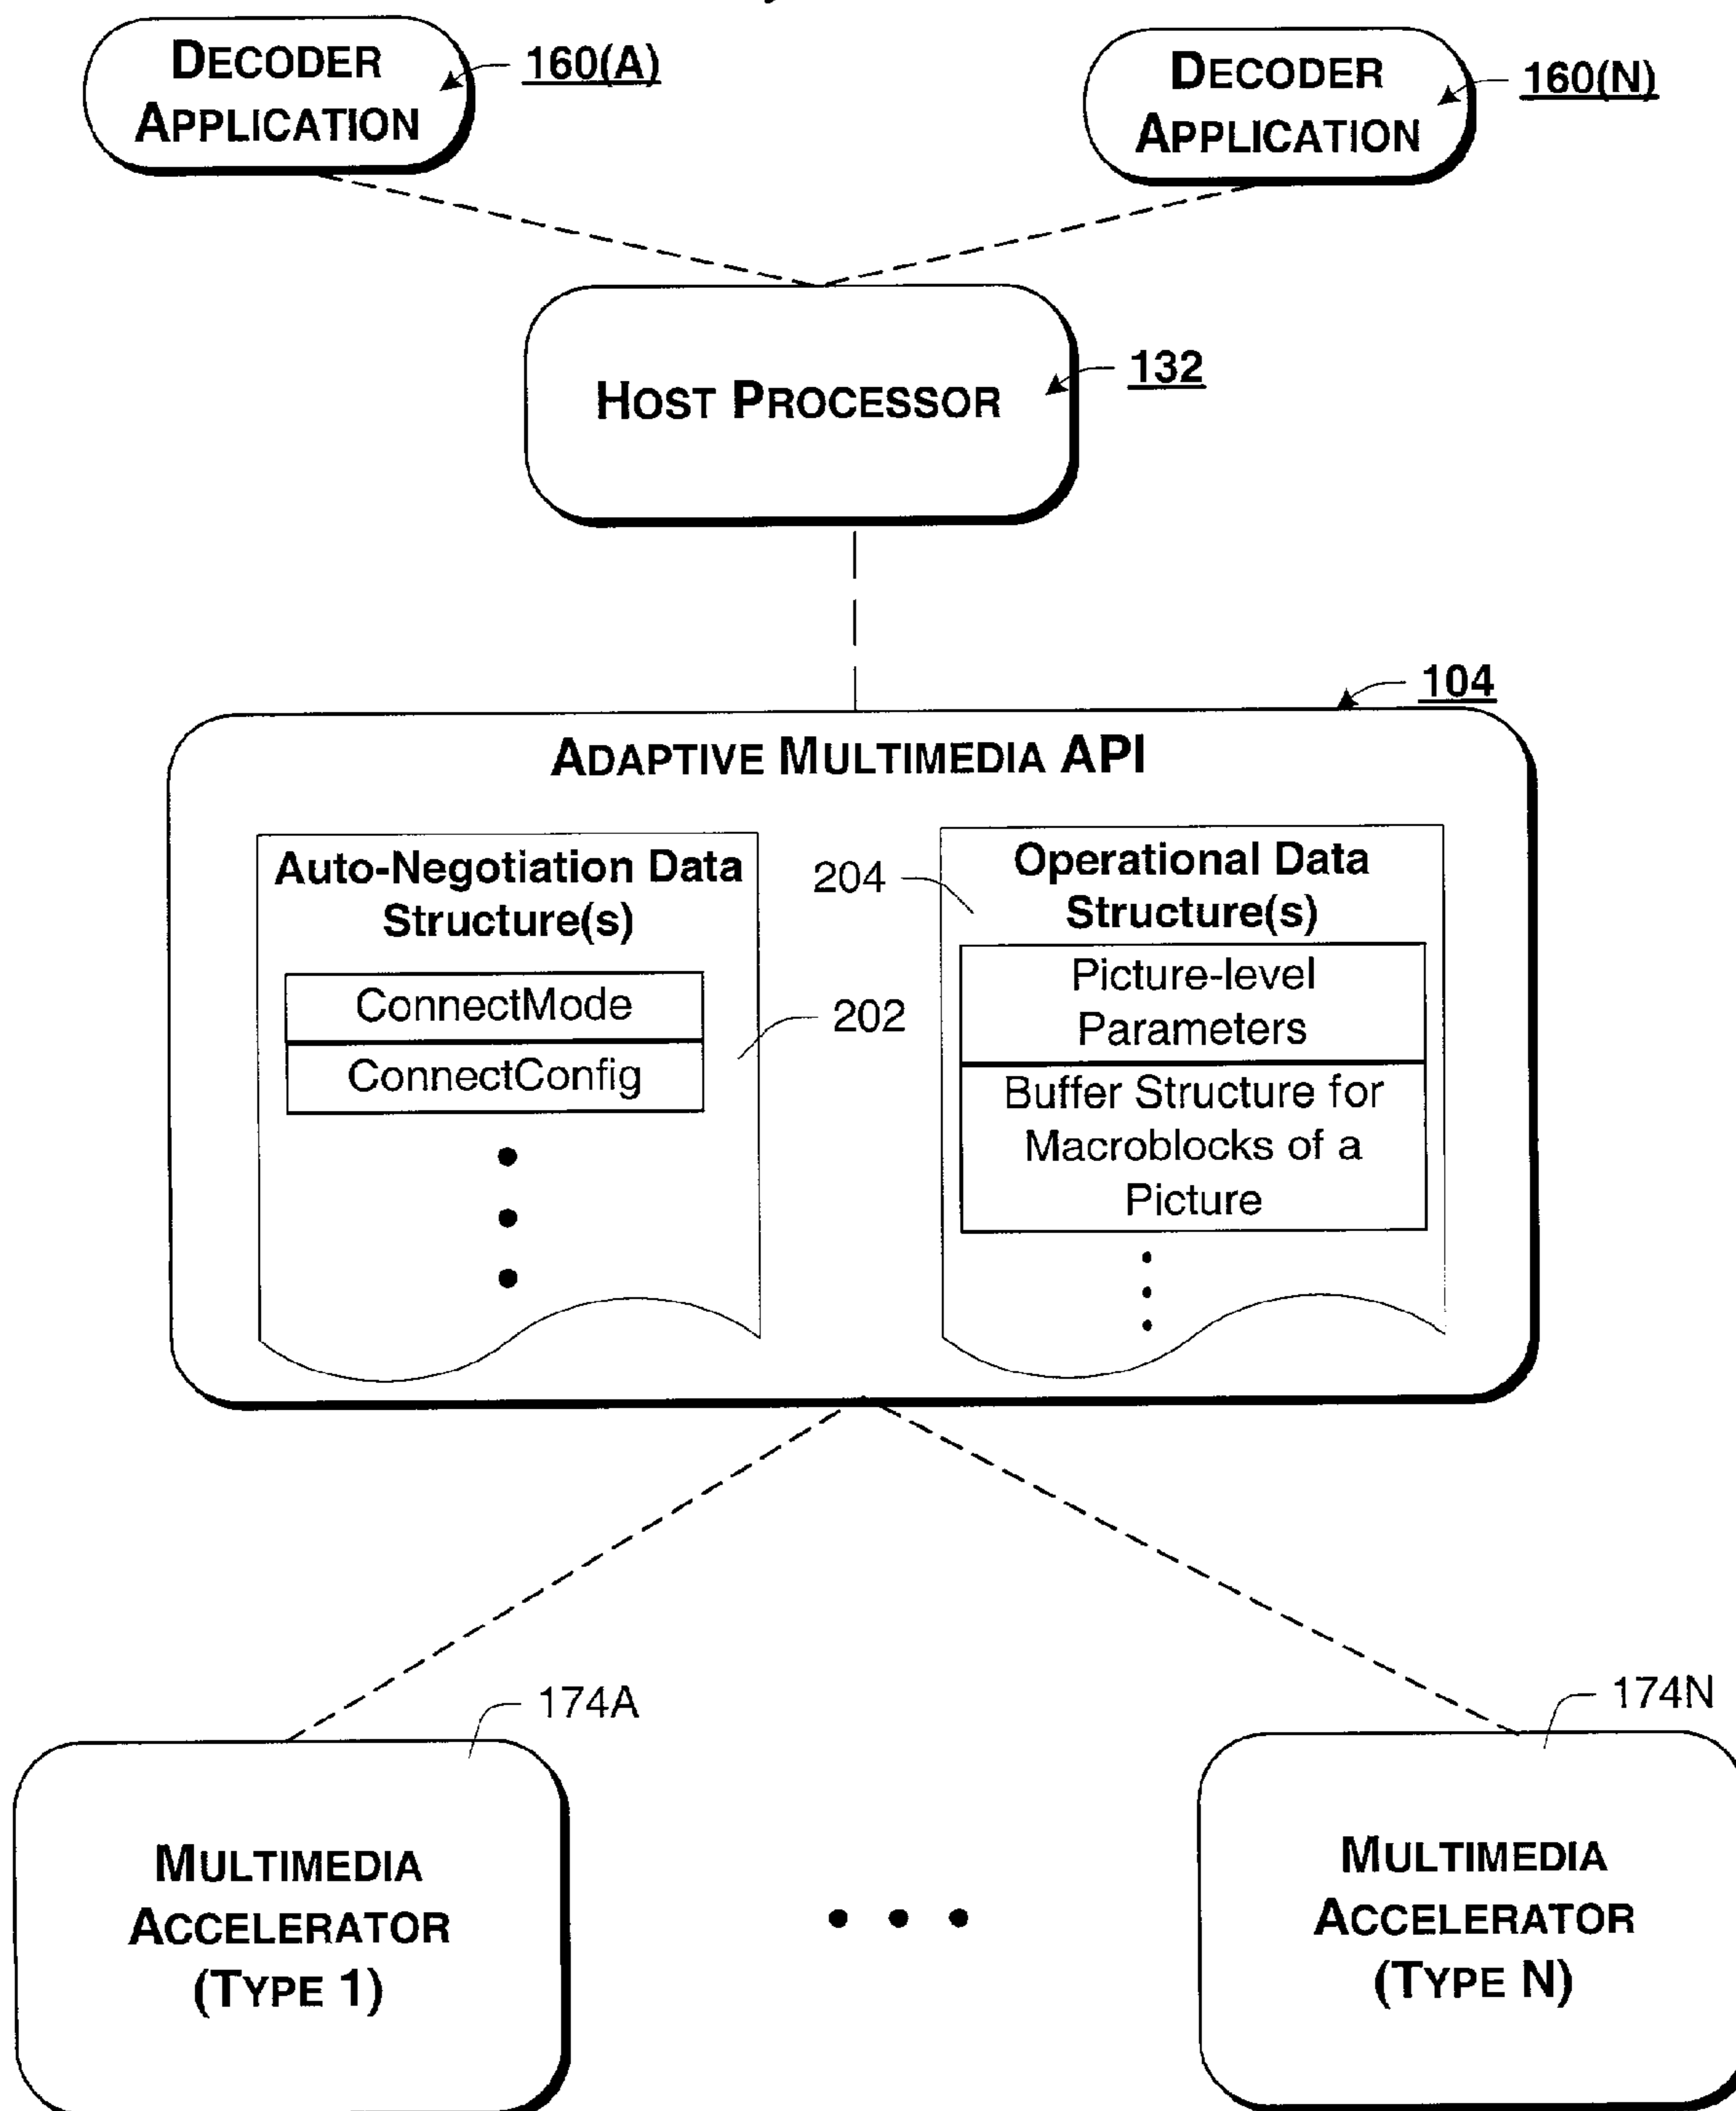 DECODER
APPLICATION
160(A)
DECODER
APPLICATION
160(N)
HOST PROCESSOR
132
104
ADAPTIVE MULTIMEDIA API
Auto-Negotiation Data
Structure(s)
ConnectMode
ConnectConfig
202
204
Operational Data
Structure(s)
Picture-level
Parameters
Buffer Structure for
Macroblocks of a
Picture
174A
MULTIMEDIA
ACCELERATOR
(TYPE 1)
174N
MULTIMEDIA
ACCELERATOR
(TYPE N)